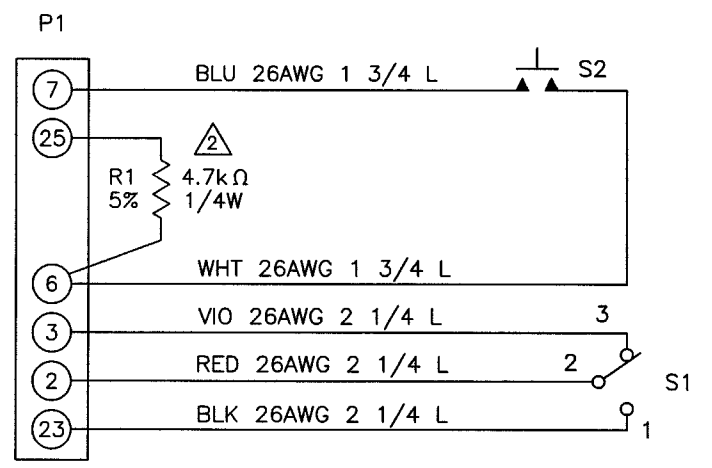 P1
7
BLU 26AWG 1 3/4 L
S2
25
2
R1 4.7kΩ
5% 1/4W
6
WHT 26AWG 1 3/4 L
3
VIO 26AWG 2 1/4 L
3
2
RED 26AWG 2 1/4 L
2
S1
23
BLK 26AWG 2 1/4 L
1